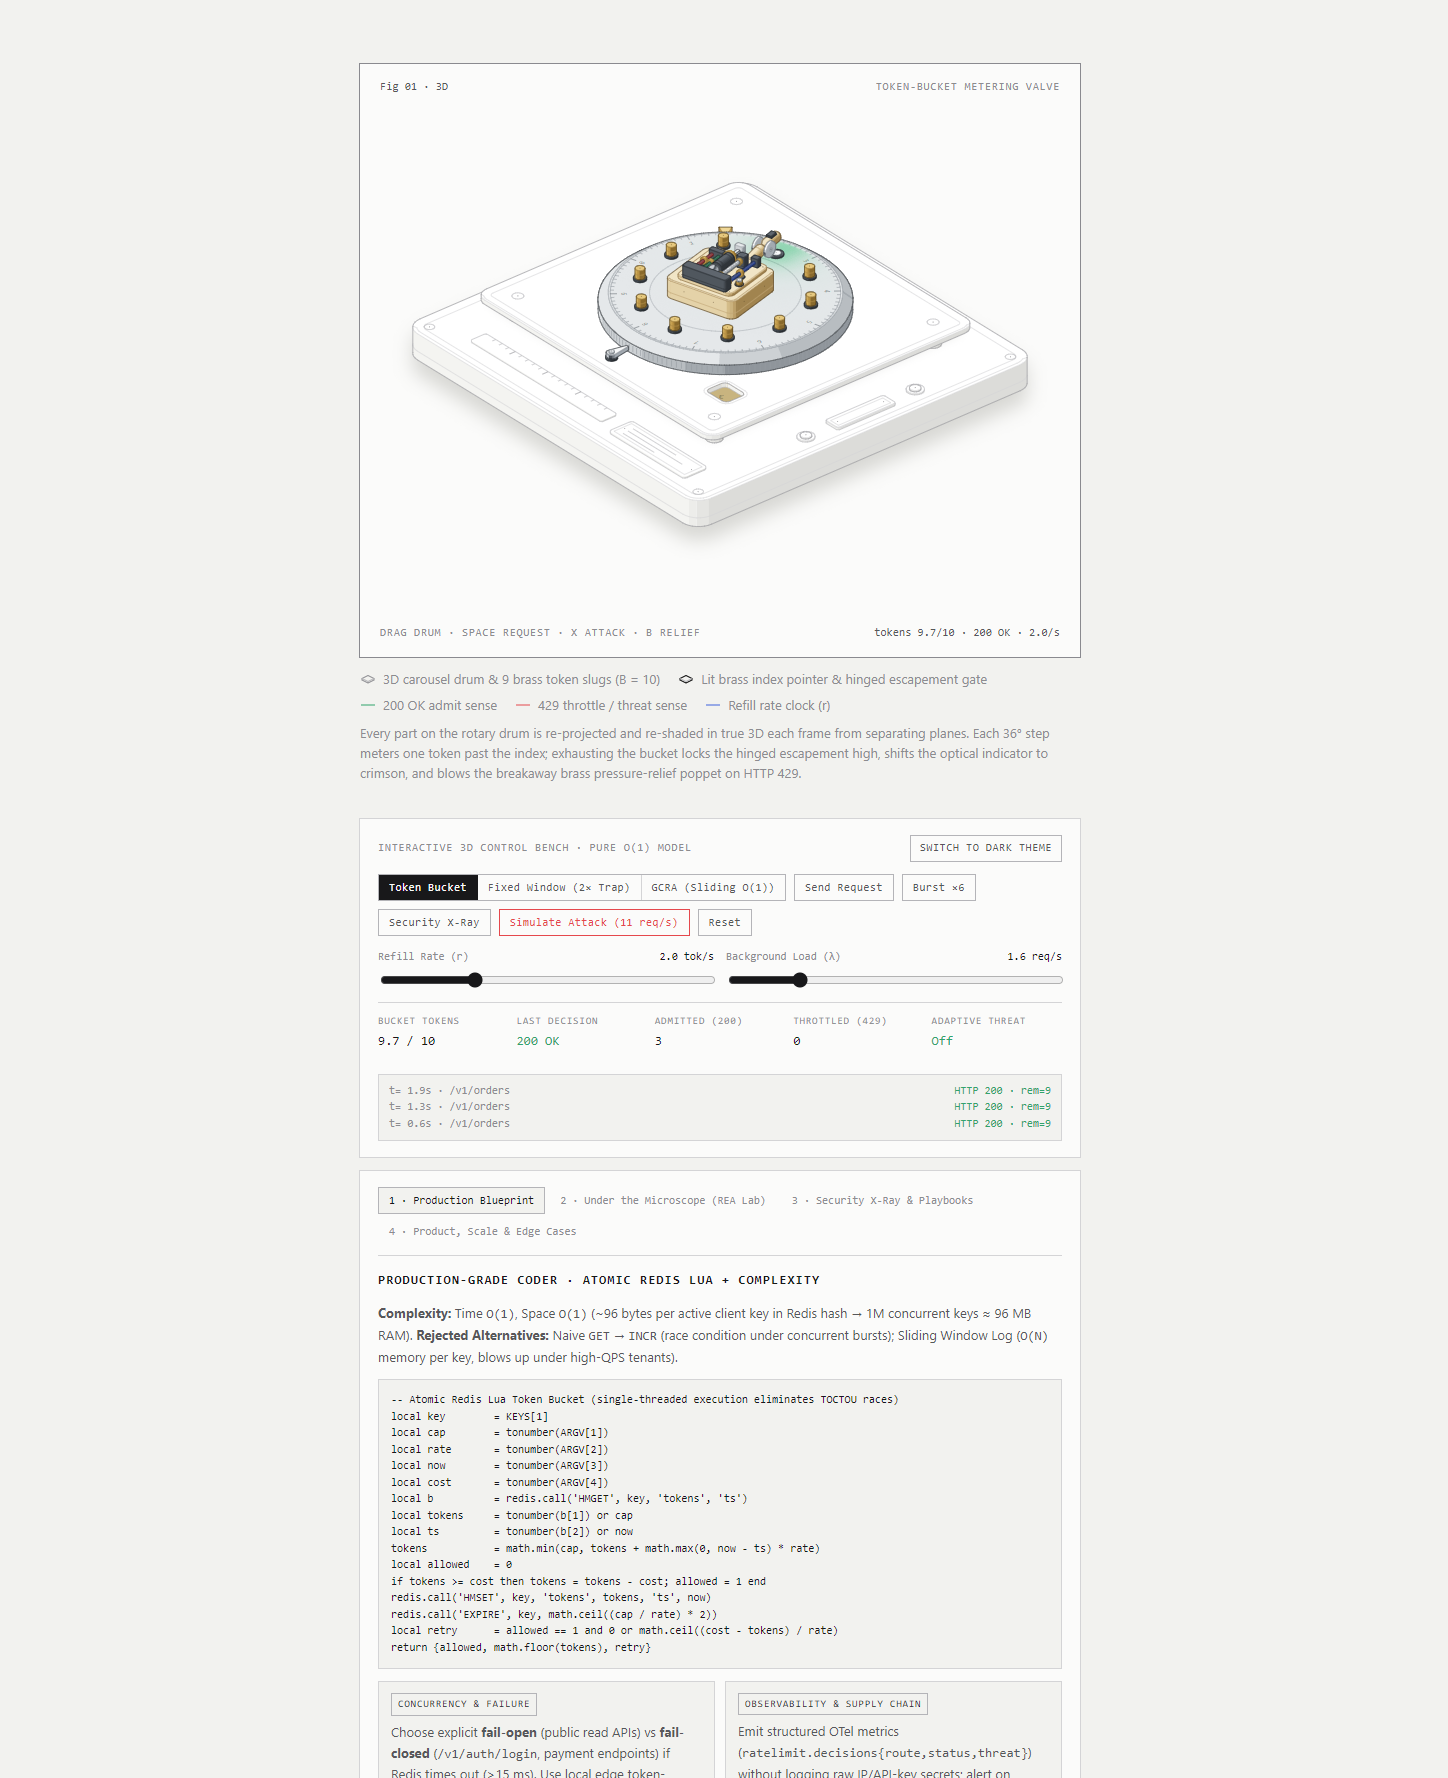 Fig 01 · 3D
TOKEN-BUCKET METERING VALVE
DRAG DRUM · SPACE REQUEST · X ATTACK · B RELIEF
tokens 9.7/10 · 200 OK · 2.0/s
3D carousel drum & 9 brass token slugs (B = 10)
Lit brass index pointer & hinged escapement gate
200 OK admit sense
429 throttle / threat sense
Refill rate clock (r)
Every part on the rotary drum is re-projected and re-shaded in true 3D each frame from separating planes. Each 36° step
meters one token past the index; exhausting the bucket locks the hinged escapement high, shifts the optical indicator to
crimson, and blows the breakaway brass pressure-relief poppet on HTTP 429.
INTERACTIVE 3D CONTROL BENCH · PURE O(1) MODEL
SWITCH TO DARK THEME
Token Bucket
Fixed Window (2× Trap)
GCRA (Sliding O(1))
Send Request
Burst ×6
Security X-Ray
Simulate Attack (11 req/s)
Reset
Refill Rate (r)
2.0 tok/s
Background Load (λ)
1.6 req/s
BUCKET TOKENS
LAST DECISION
ADMITTED (200)
THROTTLED (429)
ADAPTIVE THREAT
9.7 / 10
200 OK
3
0
Off
t= 1.9s · /v1/orders
HTTP 200 · rem=9
t= 1.3s · /v1/orders
HTTP 200 · rem=9
t= 0.6s · /v1/orders
HTTP 200 · rem=9
1 · Production Blueprint
2 · Under the Microscope (REA Lab)
3 · Security X-Ray & Playbooks
4 · Product, Scale & Edge Cases
PRODUCTION-GRADE CODER · ATOMIC REDIS LUA + COMPLEXITY
Complexity: Time O(1), Space O(1) (~96 bytes per active client key in Redis hash → 1M concurrent keys ≈ 96 MB
RAM). Rejected Alternatives: Naive GET → INCR (race condition under concurrent bursts); Sliding Window Log (O(N)
memory per key, blows up under high-QPS tenants).
-- Atomic Redis Lua Token Bucket (single-threaded execution eliminates TOCTOU races)
local key = KEYS[1]
local cap = tonumber(ARGV[1])
local rate = tonumber(ARGV[2])
local now = tonumber(ARGV[3])
local cost = tonumber(ARGV[4])
local b = redis.call('HMGET', key, 'tokens', 'ts')
local tokens = tonumber(b[1]) or cap
local ts = tonumber(b[2]) or now
tokens = math.min(cap, tokens + math.max(0, now - ts) * rate)
local allowed = 0
if tokens >= cost then tokens = tokens - cost; allowed = 1 end
redis.call('HMSET', key, 'tokens', tokens, 'ts', now)
redis.call('EXPIRE', key, math.ceil((cap / rate) * 2))
local retry = allowed == 1 and 0 or math.ceil((cost - tokens) / rate)
return {allowed, math.floor(tokens), retry}
CONCURRENCY & FAILURE
Choose explicit fail-open (public read APIs) vs fail-
closed (/v1/auth/login, payment endpoints) if
Redis times out (>15 ms). Use local edge token-
OBSERVABILITY & SUPPLY CHAIN
Emit structured OTel metrics
(ratelimit.decisions{route,status,threat})
without logging raw IP/API-key secrets; alert on